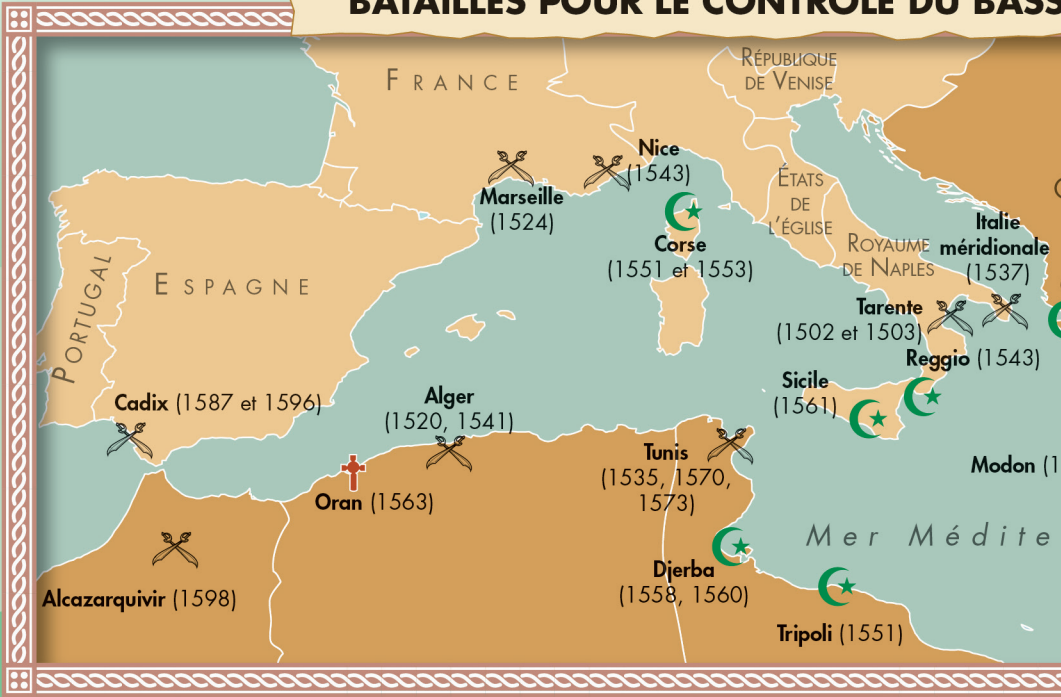 BATAILLES POUR LE CONTRÔLE DU BASS
FRANCE
RÉPUBLIQUE
DE VENISE
Nice
(1543)
Marseille
(1524)
ÉTATS
DE
L'ÉGLISE
Corse
(1551 et 1553)
ROYAUME
DE NAPLES
Italie
méridionale
(1537)
ESPAGNE
PORTUGAL
Tarente
(1502 et 1503)
Reggio (1543)
Sicile
(1561)
Cadix (1587 et 1596)
Alger
(1520, 1541)
Tunis
(1535, 1570,
1573)
Modon (1
Oran (1563)
Mer Médite
Djerba
(1558, 1560)
Alcazarquivir (1598)
Tripoli (1551)